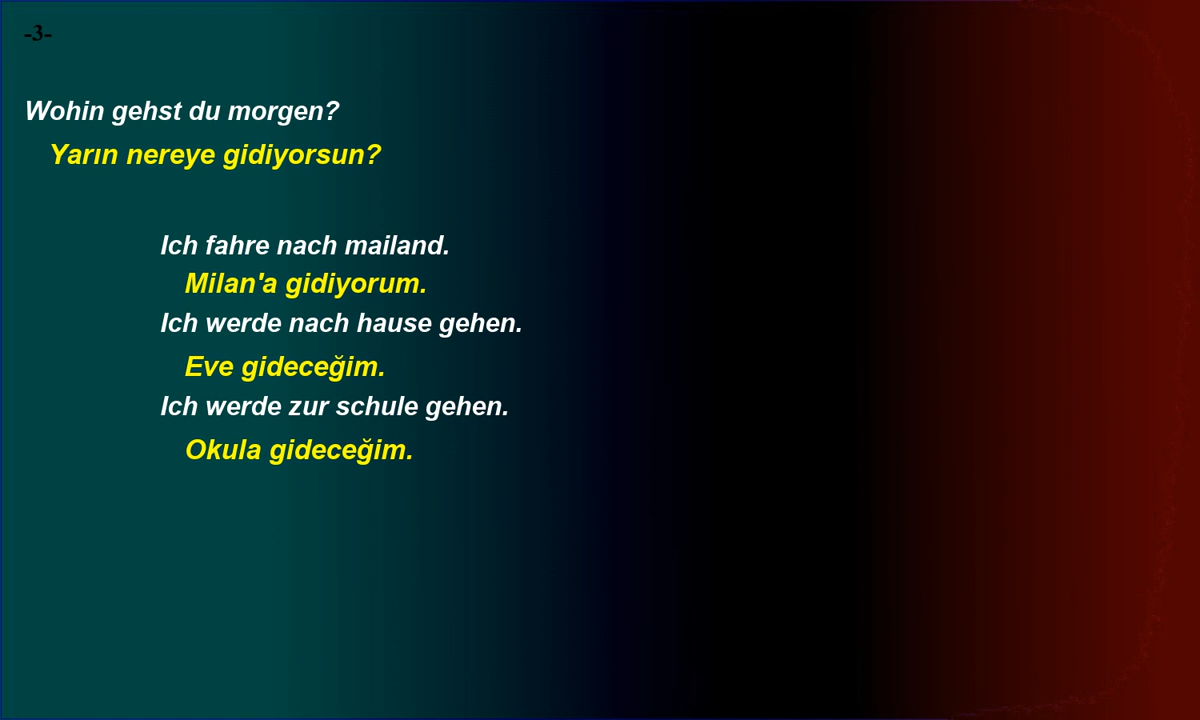 -3-
Wohin gehst du morgen?
Yarın nereye gidiyorsun?
Ich fahre nach mailand.
Milan'a gidiyorum.
Ich werde nach hause gehen.
Eve gideceğim.
Ich werde zur schule gehen.
Okula gideceğim.